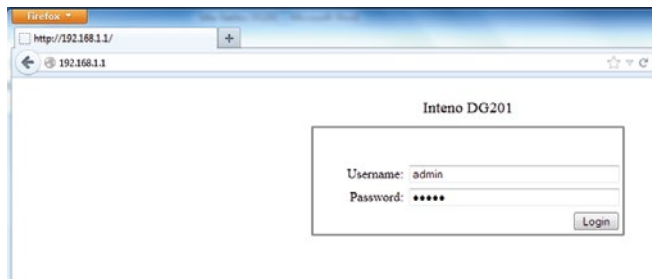 Firefox
http://192.168.1.1/
192.168.1.1
Inteno DG201
Username: admin
Password: •••••
Login